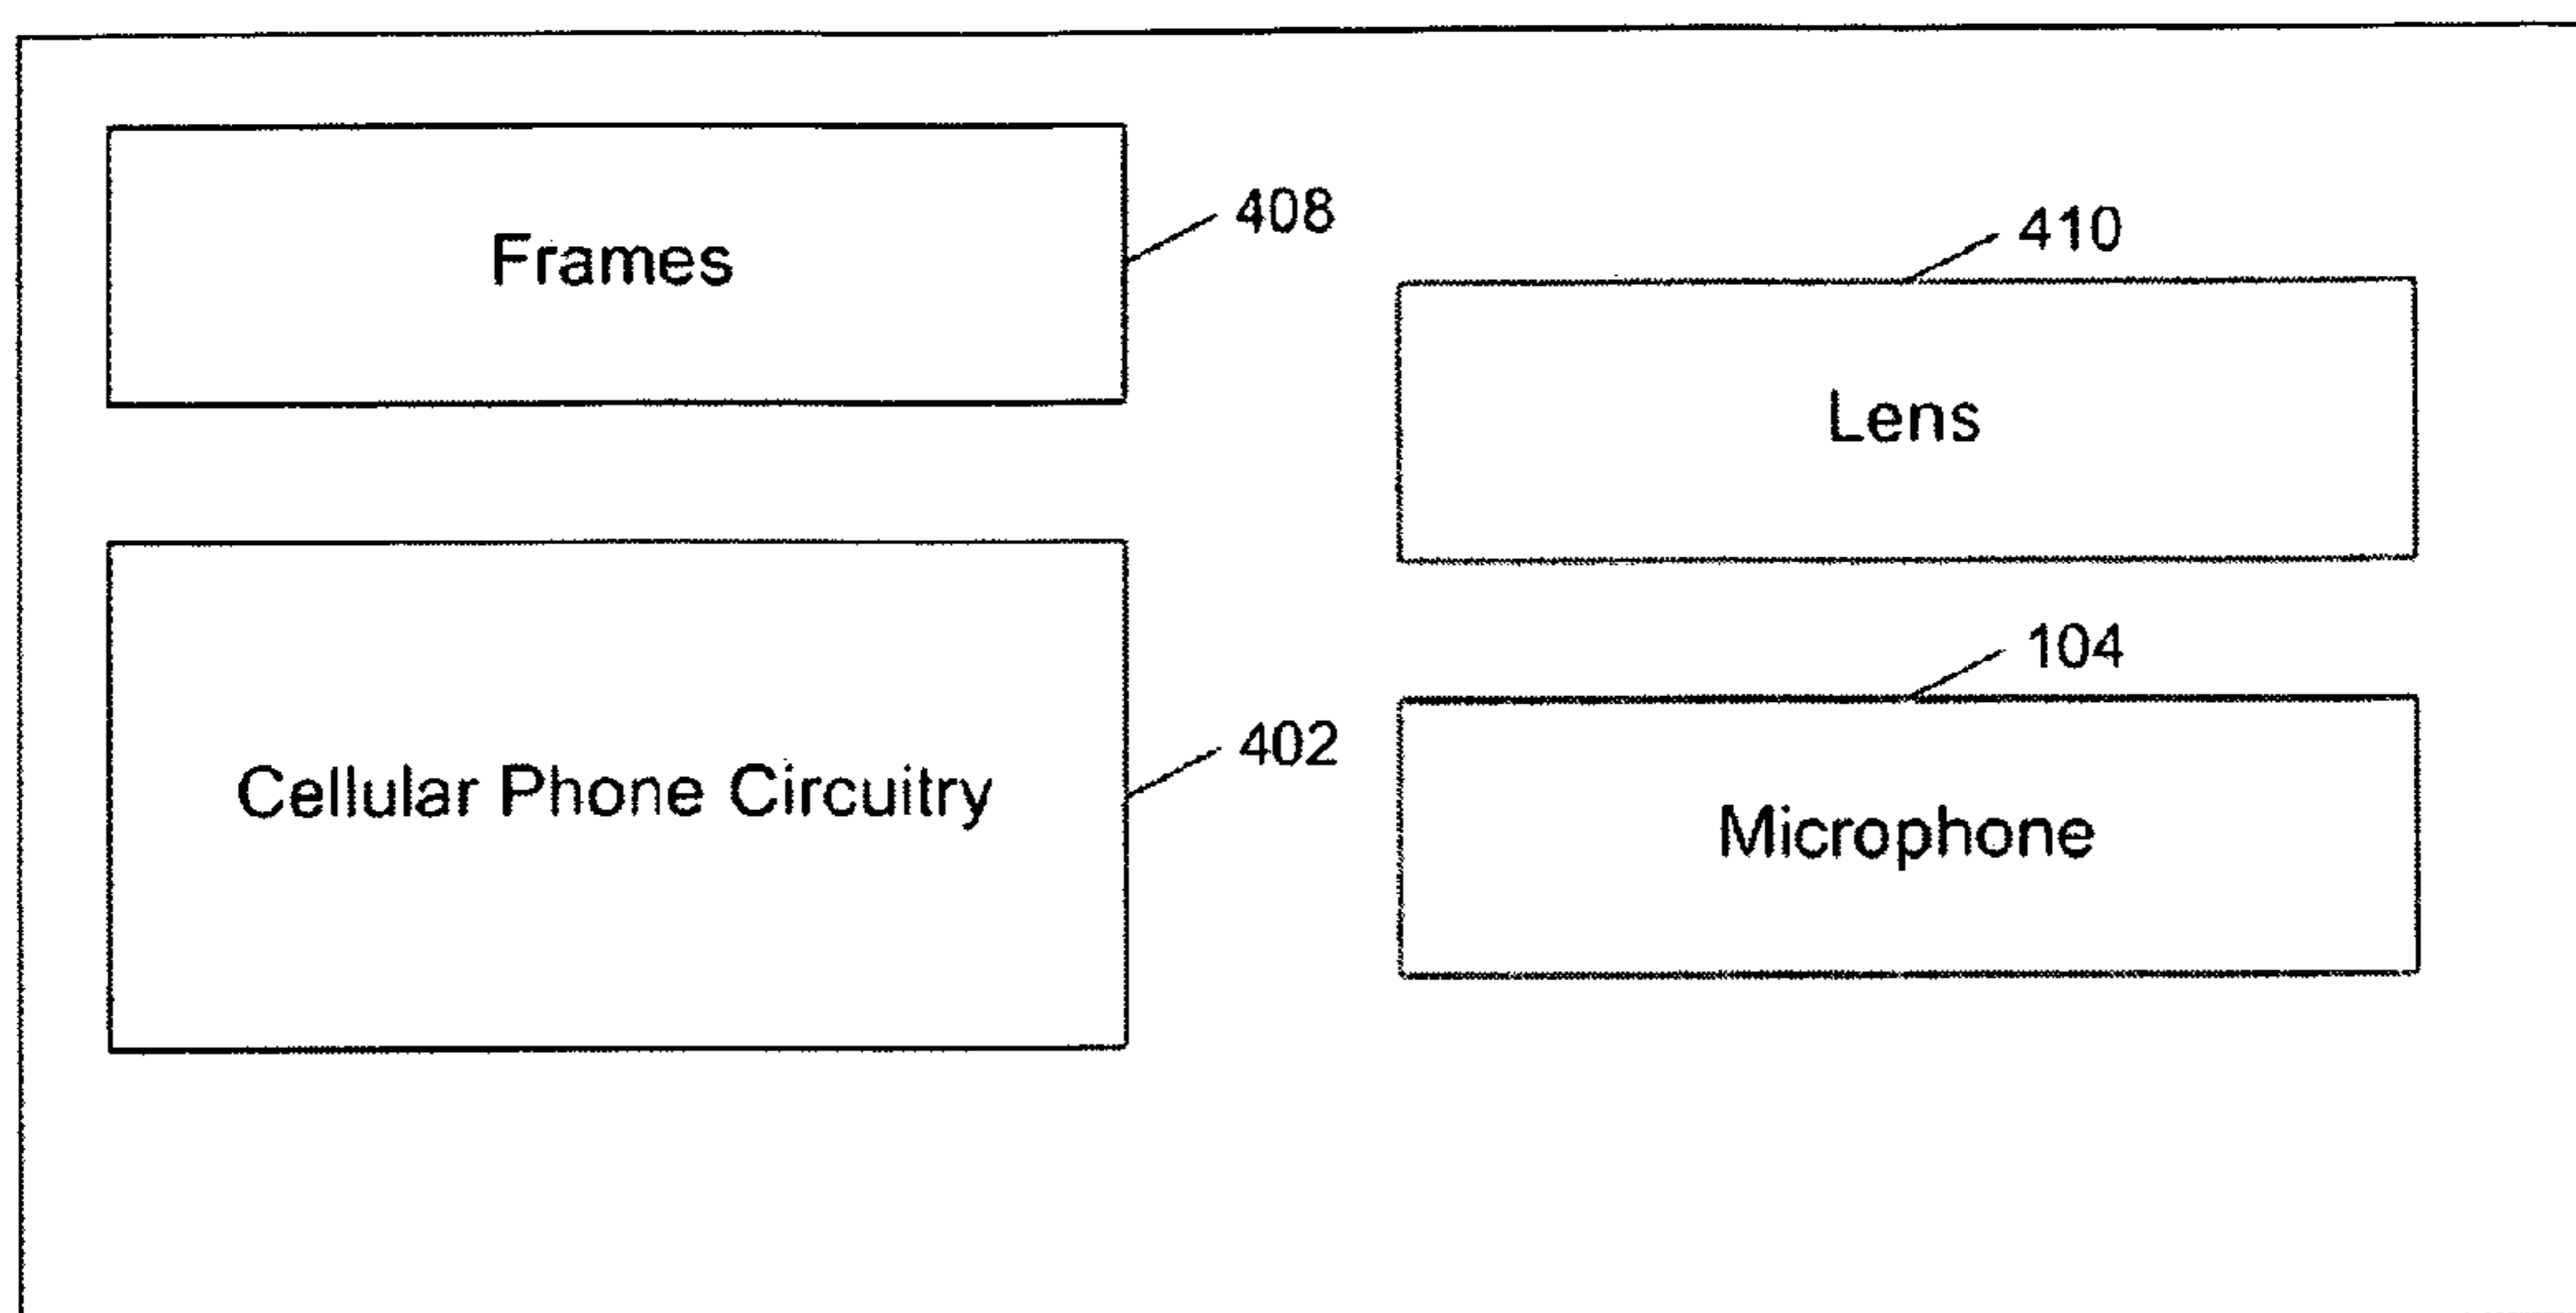 Frames
408
410
Lens
Cellular Phone Circuitry
402
104
Microphone